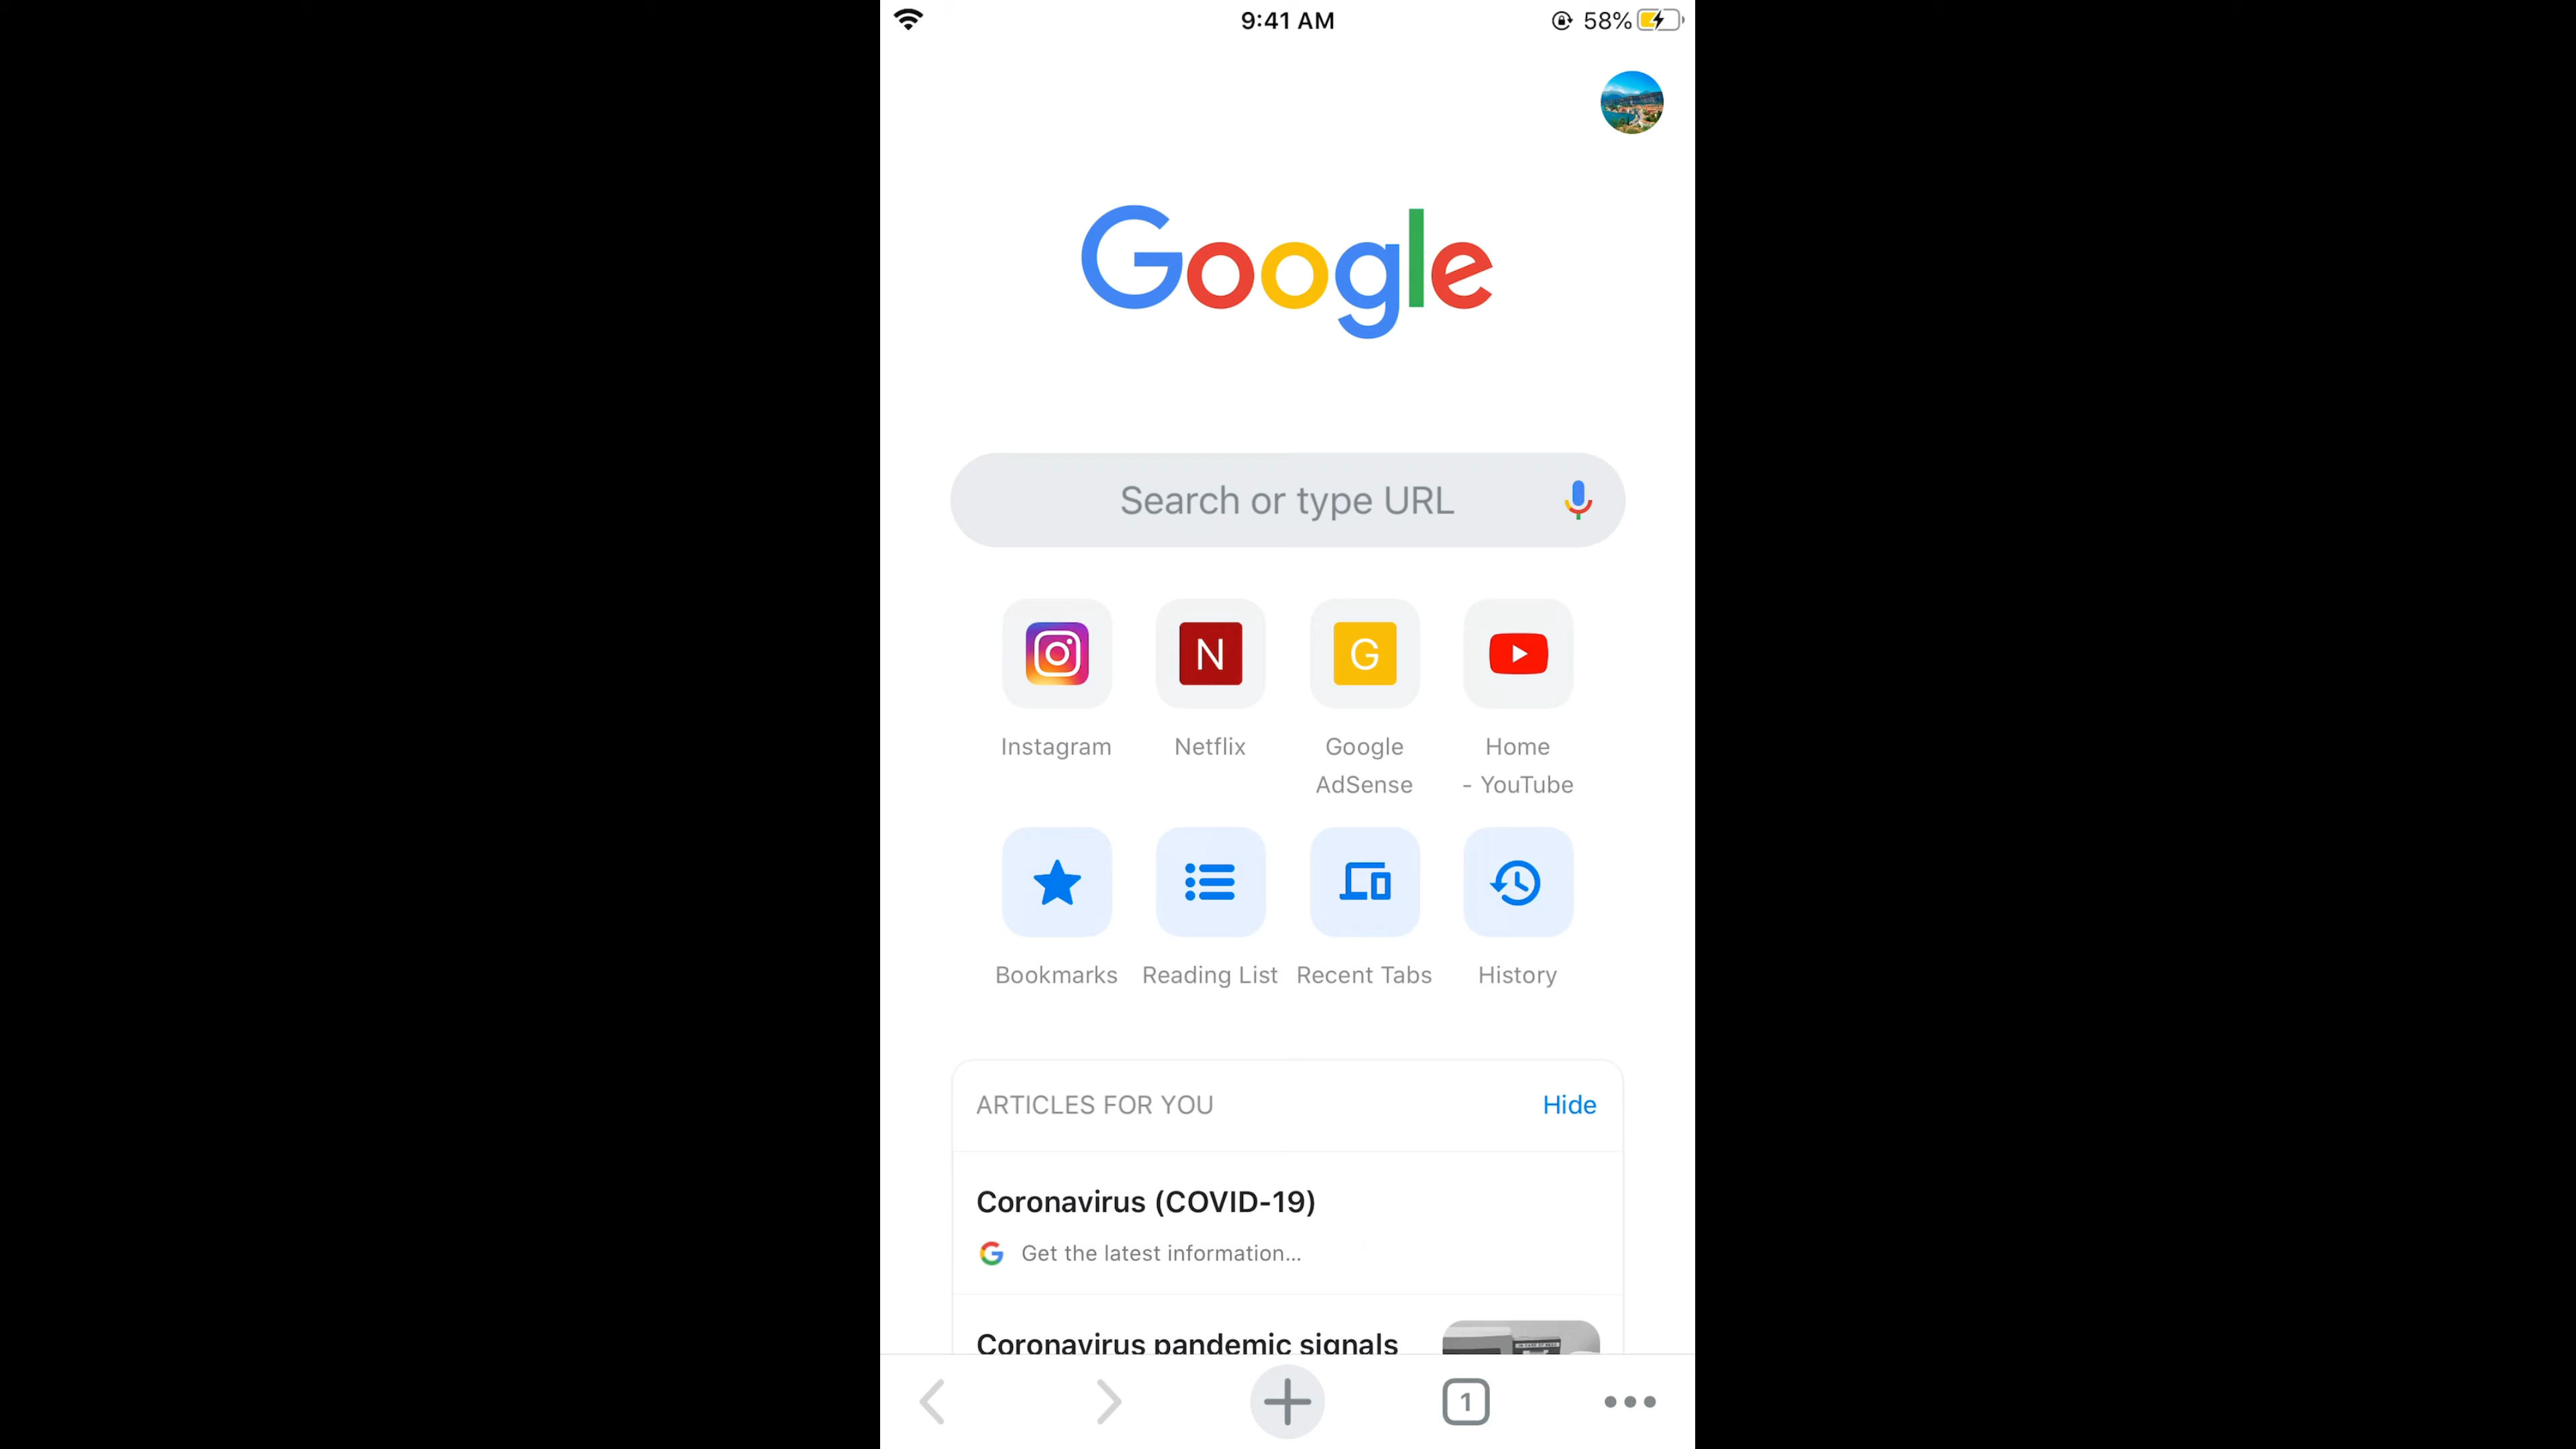 9:41 AM
58%
Google
Search or type URL
N
G
Instagram
Netflix
Google
AdSense
Home
- YouTube
Bookmarks
Reading List
Recent Tabs
History
ARTICLES FOR YOU
Hide
Coronavirus (COVID-19)
G Get the latest information...
Coronavirus pandemic signals
1